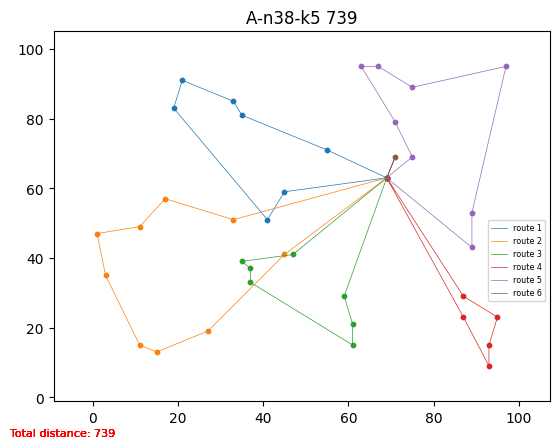 A-n38-k5 739
100
80
60
40
20
0
route 1
route 2
route 3
route 4
route 5
route 6
0 20 40 60 80 100
Total distance: 739